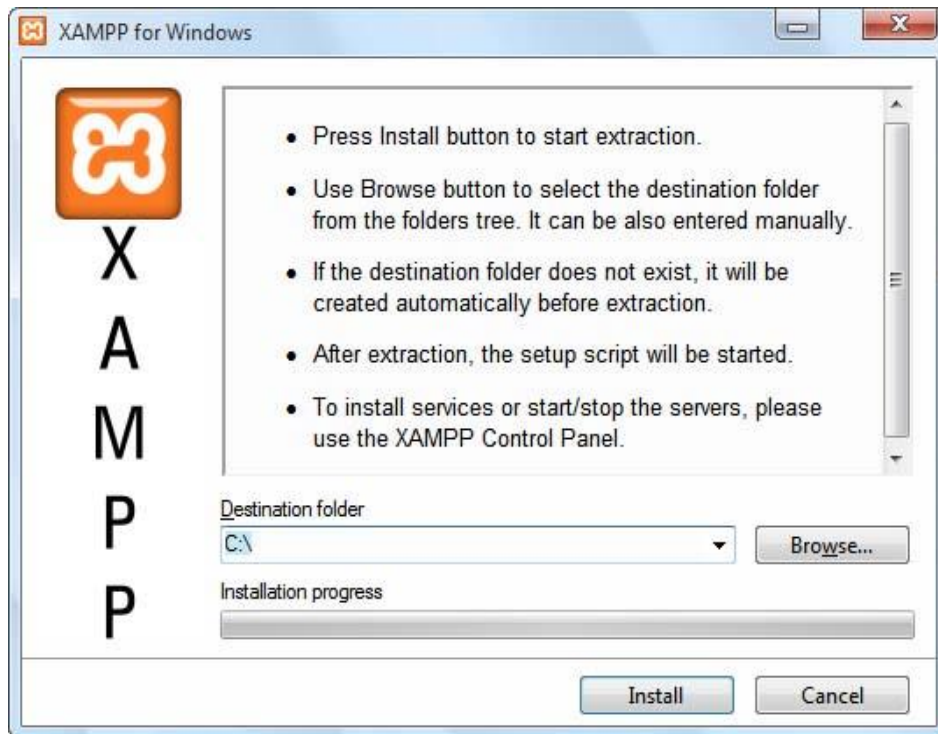 XAMPP for Windows
X
A
M
P
P
• Press Install button to start extraction.
• Use Browse button to select the destination folder
from the folders tree. It can be also entered manually.
• If the destination folder does not exist, it will be
created automatically before extraction.
• After extraction, the setup script will be started.
• To install services or start/stop the servers, please
use the XAMPP Control Panel.
Destination folder
C:\
Browse...
Installation progress
Install
Cancel